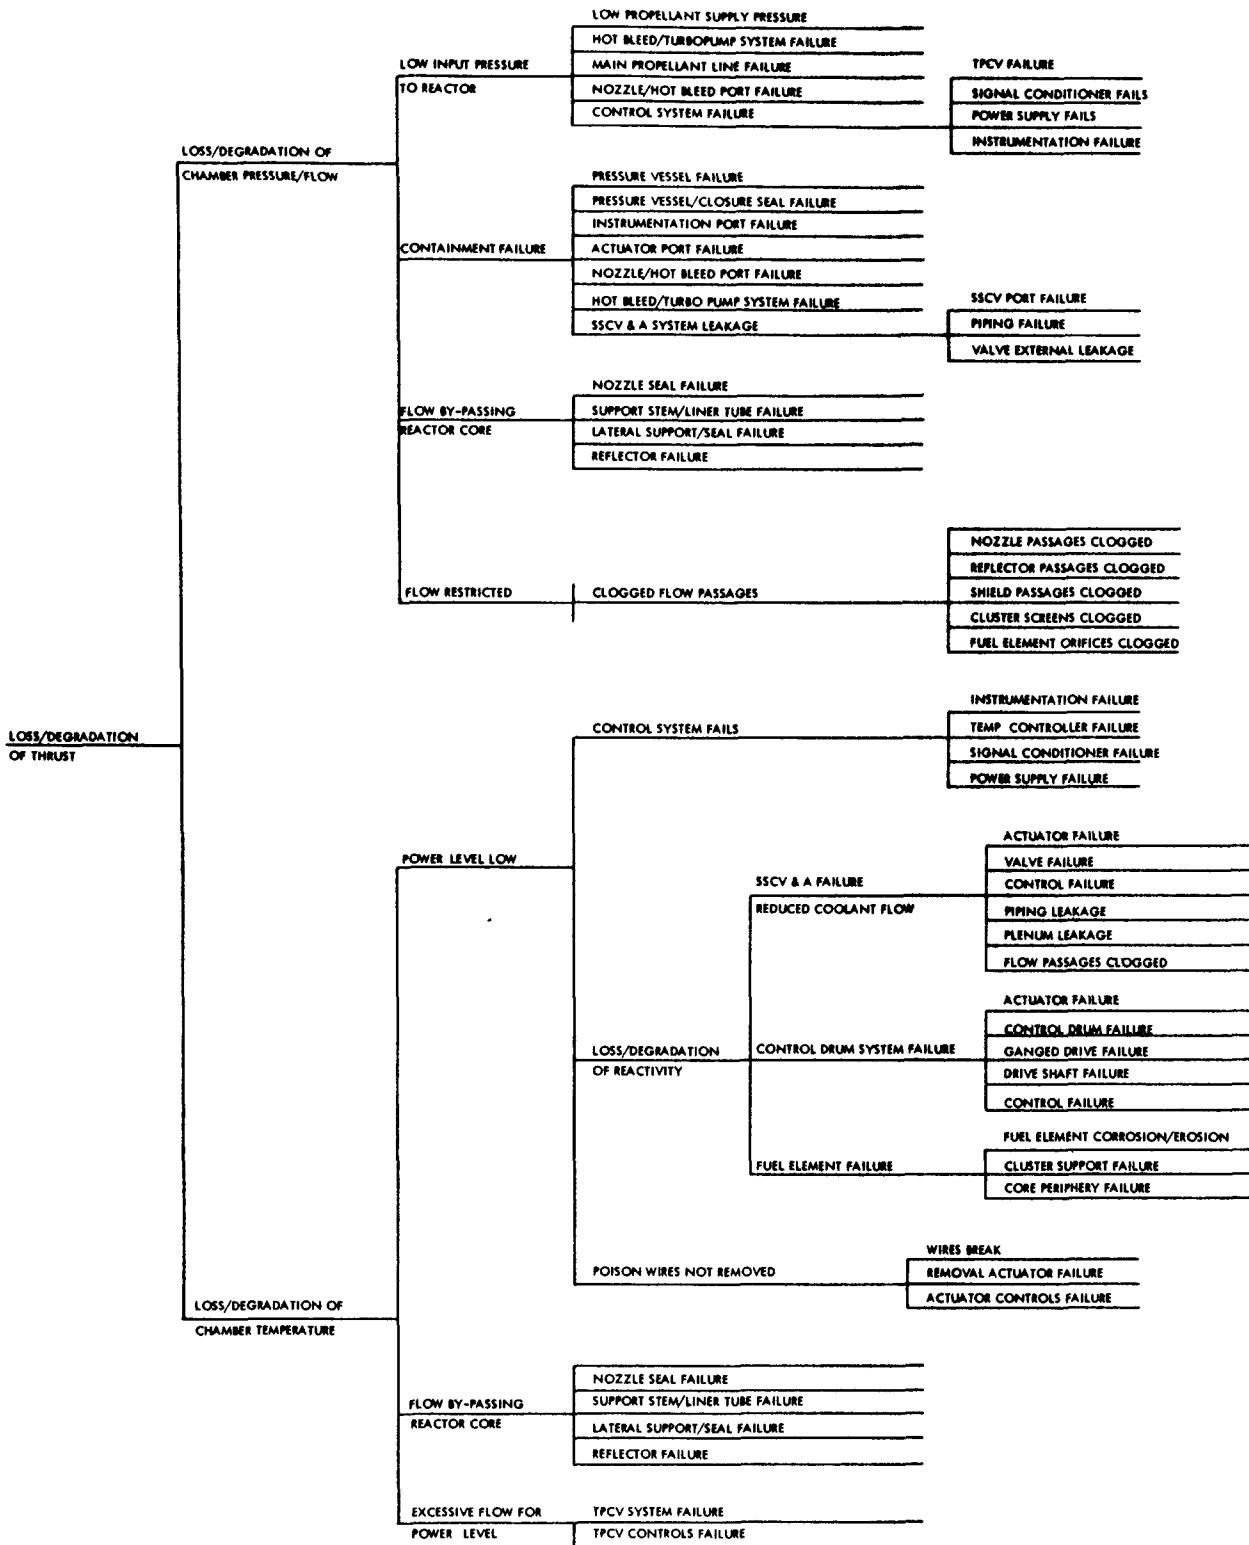 LOSS/DEGRADATION
OF THRUST
LOSS/DEGRADATION OF
CHAMBER PRESSURE/FLOW
LOW INPUT PRESSURE
TO REACTOR
LOW PROPELLANT SUPPLY PRESSURE
HOT BLEED/TURBOPUMP SYSTEM FAILURE
MAIN PROPELLANT LINE FAILURE
NOZZLE/HOT BLEED PORT FAILURE
CONTROL SYSTEM FAILURE
TPCV FAILURE
SIGNAL CONDITIONER FAILS
POWER SUPPLY FAILS
INSTRUMENTATION FAILURE
CONTAINMENT FAILURE
PRESSURE VESSEL FAILURE
PRESSURE VESSEL/CLOSURE SEAL FAILURE
INSTRUMENTATION PORT FAILURE
ACTUATOR PORT FAILURE
NOZZLE/HOT BLEED PORT FAILURE
HOT BLEED/TURBO PUMP SYSTEM FAILURE
SSCV & A SYSTEM LEAKAGE
SSCV PORT FAILURE
PIPING FAILURE
VALVE EXTERNAL LEAKAGE
FLOW BY-PASSING
REACTOR CORE
NOZZLE SEAL FAILURE
SUPPORT STEM/LINER TUBE FAILURE
LATERAL SUPPORT/SEAL FAILURE
REFLECTOR FAILURE
FLOW RESTRICTED
CLOGGED FLOW PASSAGES
NOZZLE PASSAGES CLOGGED
REFLECTOR PASSAGES CLOGGED
SHIELD PASSAGES CLOGGED
CLUSTER SCREENS CLOGGED
FUEL ELEMENT ORIFICES CLOGGED
LOSS/DEGRADATION OF
CHAMBER TEMPERATURE
POWER LEVEL LOW
CONTROL SYSTEM FAILS
INSTRUMENTATION FAILURE
TEMP CONTROLLER FAILURE
SIGNAL CONDITIONER FAILURE
POWER SUPPLY FAILURE
LOSS/DEGRADATION
OF REACTIVITY
SSCV & A FAILURE
REDUCED COOLANT FLOW
ACTUATOR FAILURE
VALVE FAILURE
CONTROL FAILURE
PIPING LEAKAGE
PLENUM LEAKAGE
FLOW PASSAGES CLOGGED
CONTROL DRUM SYSTEM FAILURE
ACTUATOR FAILURE
CONTROL DRUM FAILURE
GANGED DRIVE FAILURE
DRIVE SHAFT FAILURE
CONTROL FAILURE
FUEL ELEMENT FAILURE
FUEL ELEMENT CORROSION/EROSION
CLUSTER SUPPORT FAILURE
CORE PERIPHERY FAILURE
POISON WIRES NOT REMOVED
WIRES BREAK
REMOVAL ACTUATOR FAILURE
ACTUATOR CONTROLS FAILURE
FLOW BY-PASSING
REACTOR CORE
NOZZLE SEAL FAILURE
SUPPORT STEM/LINER TUBE FAILURE
LATERAL SUPPORT/SEAL FAILURE
REFLECTOR FAILURE
EXCESSIVE FLOW FOR
POWER LEVEL
TPCV SYSTEM FAILURE
TPCV CONTROLS FAILURE